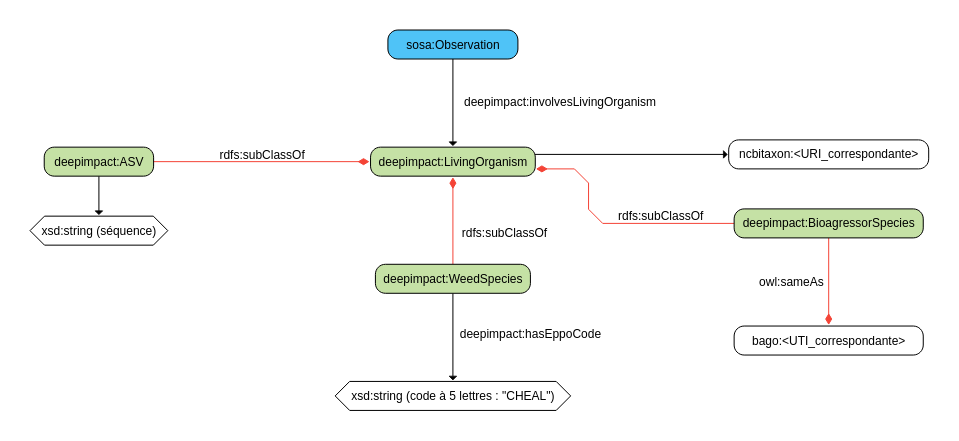 sosa:Observation
deepimpact:involvesLivingOrganism
deepimpact:ASV
rdfs:subClassOf
deepimpact:LivingOrganism
ncbitaxon:<URI_correspondante>
xsd:string (séquence)
rdfs:subClassOf
rdfs:subClassOf
deepimpact:BioagressorSpecies
deepimpact:WeedSpecies
owl:sameAs
deepimpact:hasEppoCode
bago:<UTI_correspondante>
xsd:string (code à 5 lettres : "CHEAL")